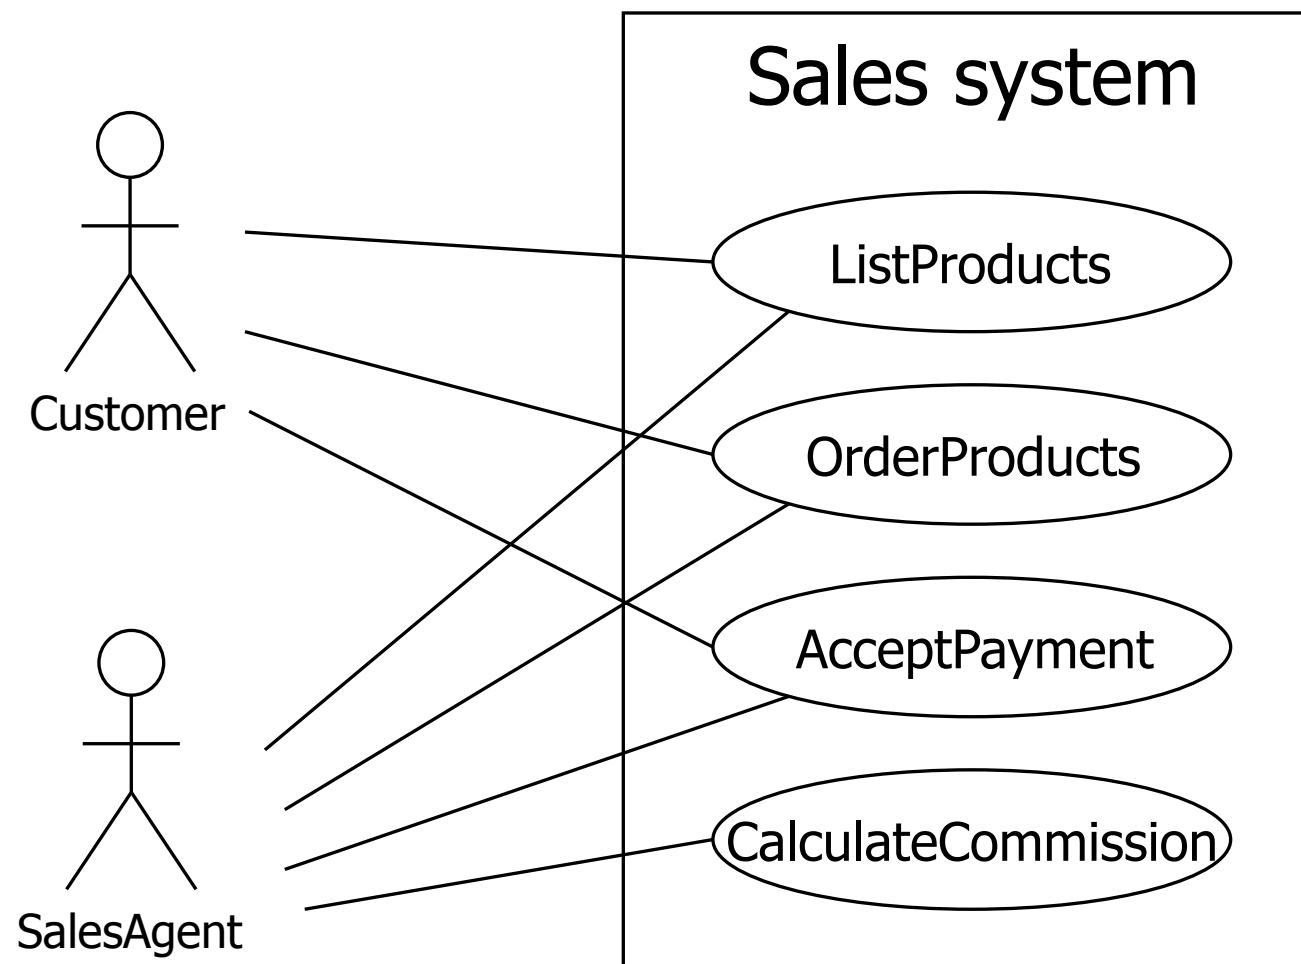 Sales system
ListProducts
Customer
OrderProducts
AcceptPayment
CalculateCommission
SalesAgent